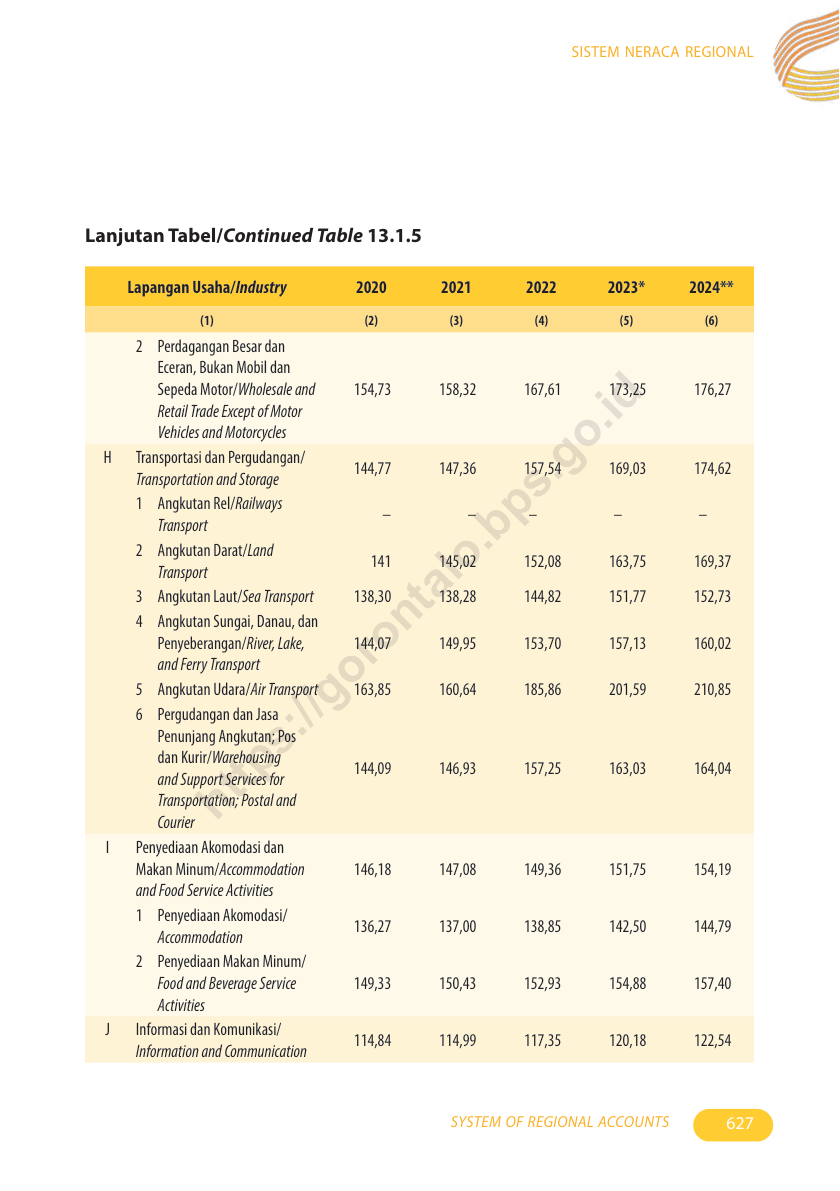 SISTEM NERACA REGIONAL
Lanjutan Tabel/Continued Table 13.1.5
Lapangan Usaha/Industry 2020 2021 2022 2023* 2024**
(1) (2) (3) (4) (5) (6)
2 Perdagangan Besar dan
Eceran, Bukan Mobil dan
Sepeda Motor/Wholesale and 154,73 158,32 167,61 173,25 176,27
Retail Trade Except of Motor
Vehicles and Motorcycles
H Transportasi dan Pergudangan/
Transportation and Storage 144,77 147,36 157,54 169,03 174,62
1 Angkutan Rel/Railways
Transport – – – – –
2 Angkutan Darat/Land
Transport 141 145,02 152,08 163,75 169,37
3 Angkutan Laut/Sea Transport 138,30 138,28 144,82 151,77 152,73
4 Angkutan Sungai, Danau, dan
Penyeberangan/River, Lake, 144,07 149,95 153,70 157,13 160,02
and Ferry Transport
5 Angkutan Udara/Air Transport 163,85 160,64 185,86 201,59 210,85
6 Pergudangan dan Jasa
Penunjang Angkutan; Pos
dan Kurir/Warehousing
and Support Services for 144,09 146,93 157,25 163,03 164,04
Transportation; Postal and
Courier
I Penyediaan Akomodasi dan
Makan Minum/Accommodation 146,18 147,08 149,36 151,75 154,19
and Food Service Activities
1 Penyediaan Akomodasi/
Accommodation 136,27 137,00 138,85 142,50 144,79
2 Penyediaan Makan Minum/
Food and Beverage Service 149,33 150,43 152,93 154,88 157,40
Activities
J Informasi dan Komunikasi/
Information and Communication 114,84 114,99 117,35 120,18 122,54
https://gorontalo.bps.go.id
SYSTEM OF REGIONAL ACCOUNTS 627